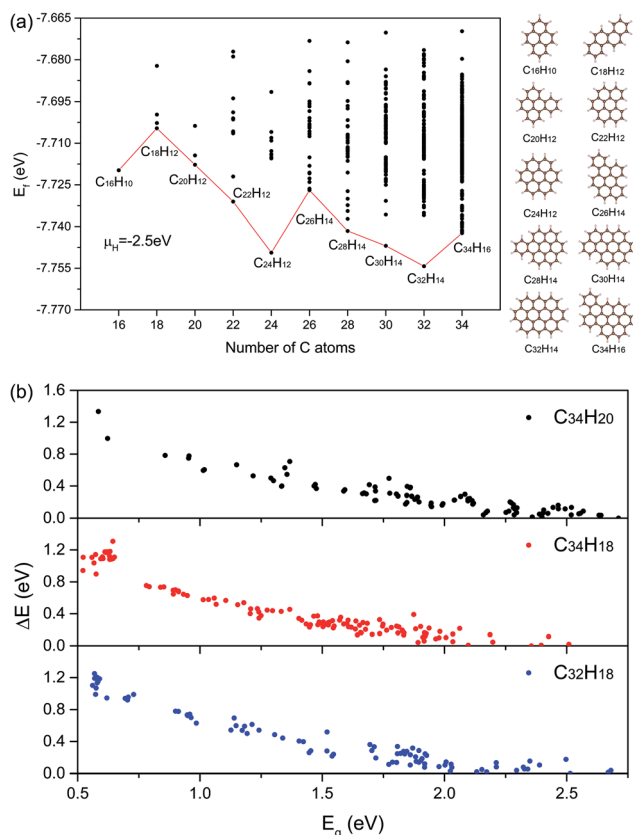 (a)
E_f (eV)
-7.665
-7.680
-7.695
-7.710
-7.725
-7.740
-7.755
-7.770
C16H10
C18H12
C20H12
C22H12
C24H12
C26H14
C28H14
C30H14
C32H14
C34H16
μH=-2.5eV
16 18 20 22 24 26 28 30 32 34
Number of C atoms
C16H10 C18H12
C20H12 C22H12
C24H12 C26H14
C28H14 C30H14
C32H14 C34H16
(b)
ΔE (eV)
1.6
1.2
0.8
0.4
0.0
C34H20
1.2
0.8
0.4
0.0
C34H18
1.2
0.8
0.4
0.0
C32H18
0.5 1.0 1.5 2.0 2.5
E_g (eV)